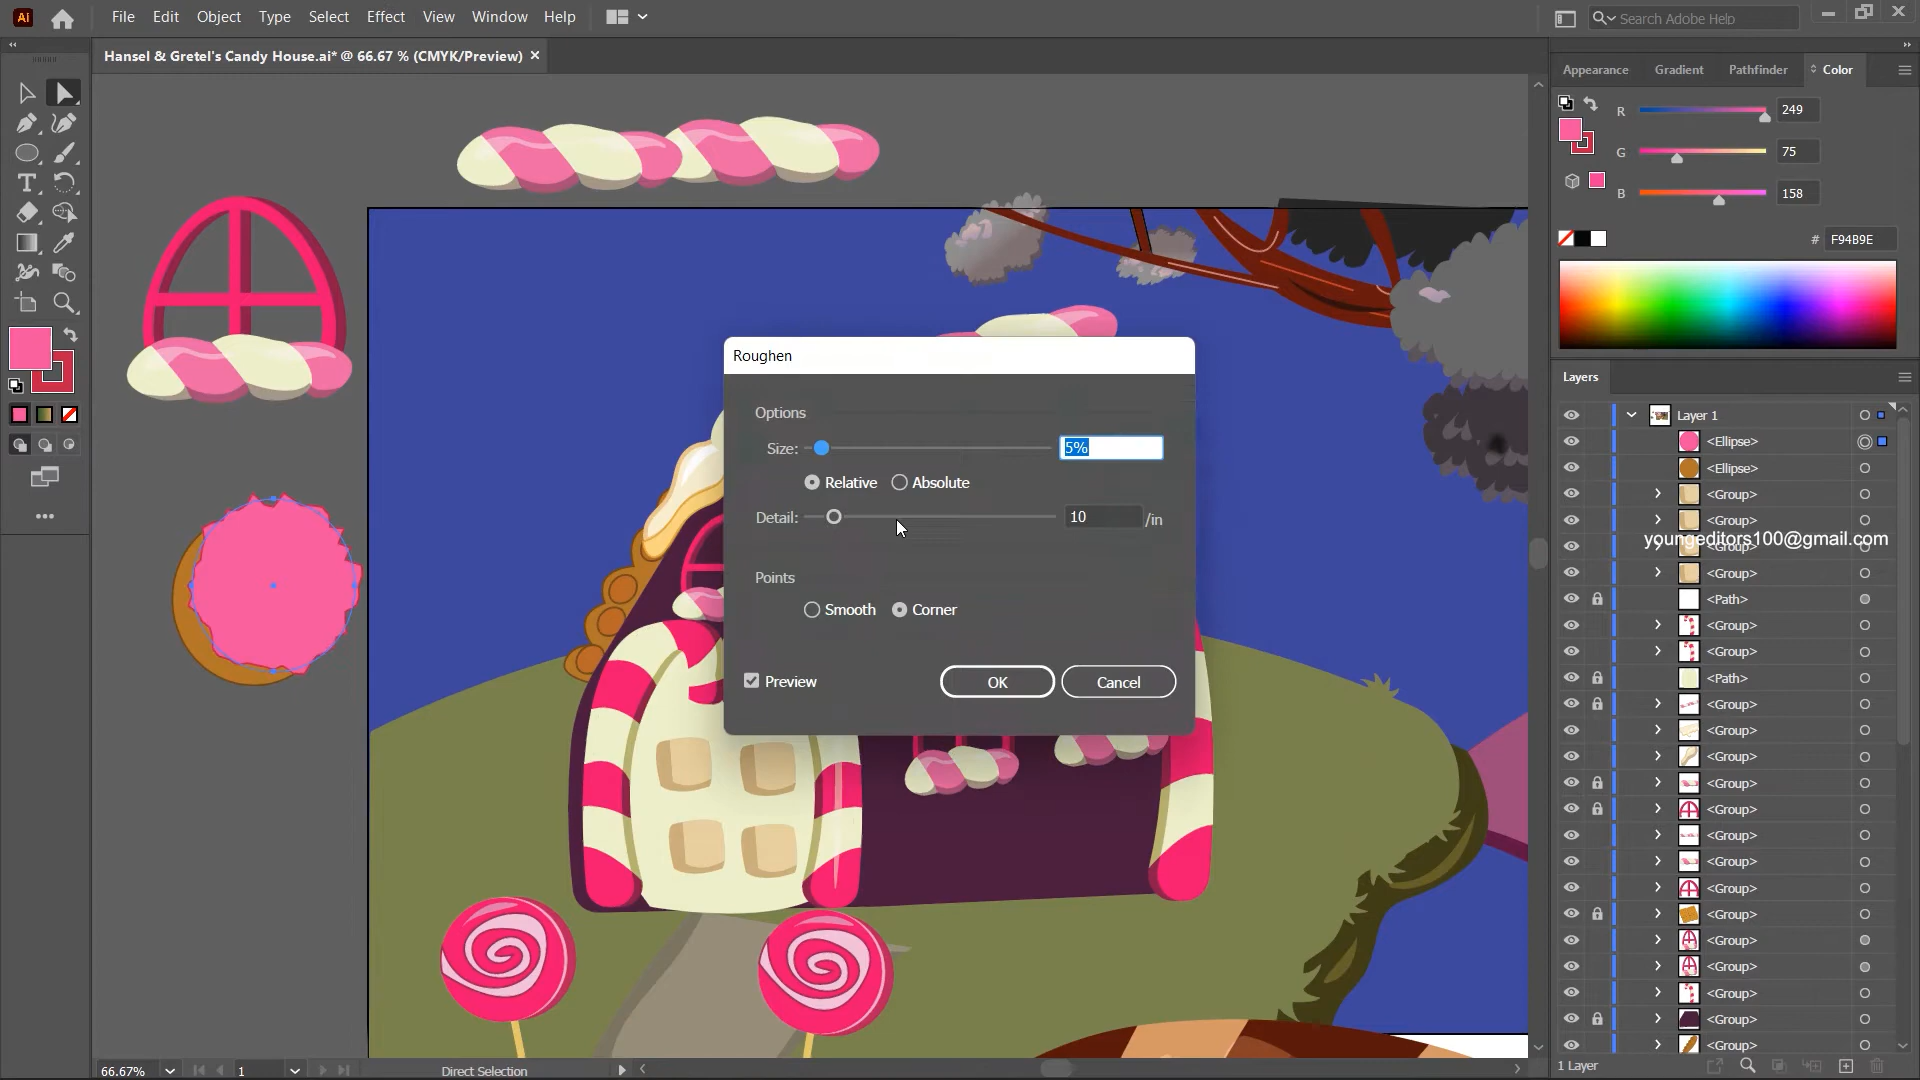 Ai File Edit Object Type Select Effect View Window Help Search Adobe Help
Hansel & Gretel's Candy House.ai* @ 66.67 % (CMYK/Preview) ×
Appearance Gradient Pathfinder Color
R 249
G 75
B 158
# F94B9E
Roughen
Options
Size: 5%
Relative Absolute
Detail: 10 /in
Points
Smooth Corner
Preview OK Cancel
Layers
Layer 1
<Ellipse>
<Ellipse>
<Group>
<Group>
youngeditors100@gmail.com
<Group>
<Group>
<Path>
<Group>
<Group>
<Path>
<Group>
<Group>
<Group>
<Group>
<Group>
<Group>
<Group>
<Group>
<Group>
<Group>
<Group>
<Group>
<Group>
<Group>
1 Layer
66.67% 1 Direct Selection